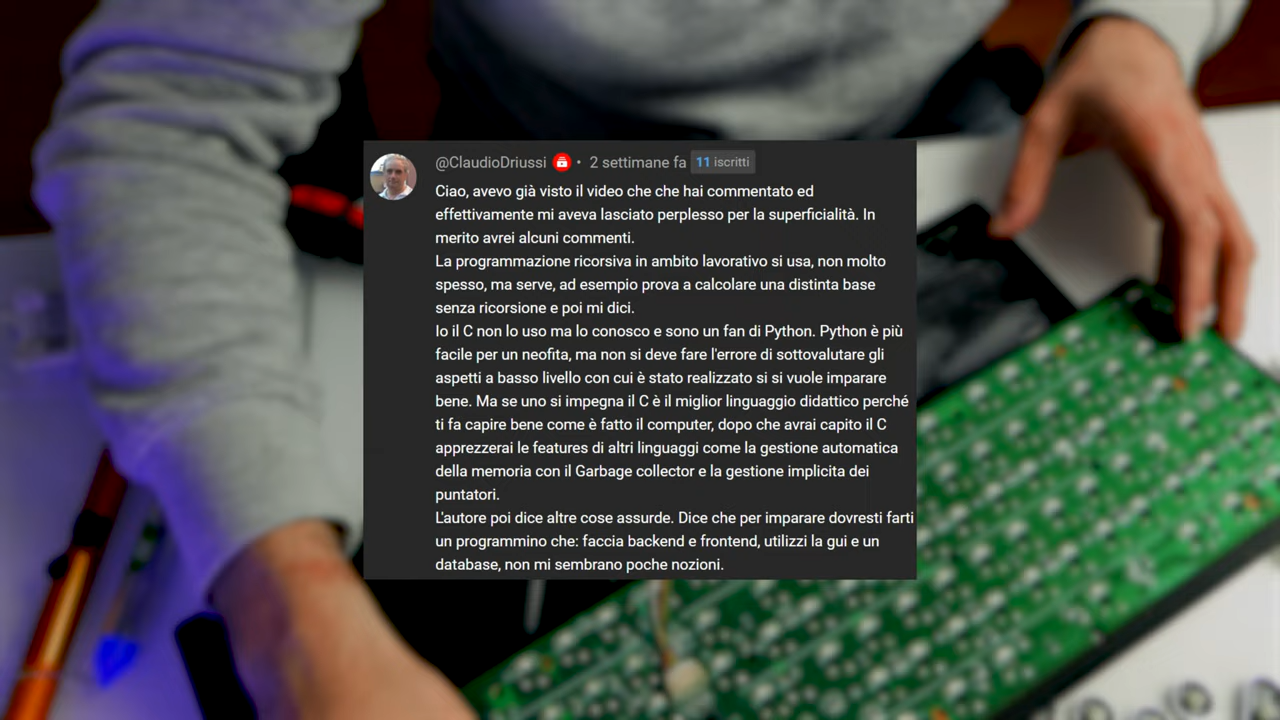 @ClaudioDriussi • 2 settimane fa 11 iscritti
Ciao, avevo già visto il video che che hai commentato ed
effettivamente mi aveva lasciato perplesso per la superficialità. In
merito avrei alcuni commenti.
La programmazione ricorsiva in ambito lavorativo si usa, non molto
spesso, ma serve, ad esempio prova a calcolare una distinta base
senza ricorsione e poi mi dici.
Io il C non lo uso ma lo conosco e sono un fan di Python. Python è più
facile per un neofita, ma non si deve fare l'errore di sottovalutare gli
aspetti a basso livello con cui è stato realizzato si si vuole imparare
bene. Ma se uno si impegna il C è il miglior linguaggio didattico perché
ti fa capire bene come è fatto il computer, dopo che avrai capito il C
apprezzerai le features di altri linguaggi come la gestione automatica
della memoria con il Garbage collector e la gestione implicita dei
puntatori.
L'autore poi dice altre cose assurde. Dice che per imparare dovresti farti
un programmino che: faccia backend e frontend, utilizzi la gui e un
database, non mi sembrano poche nozioni.